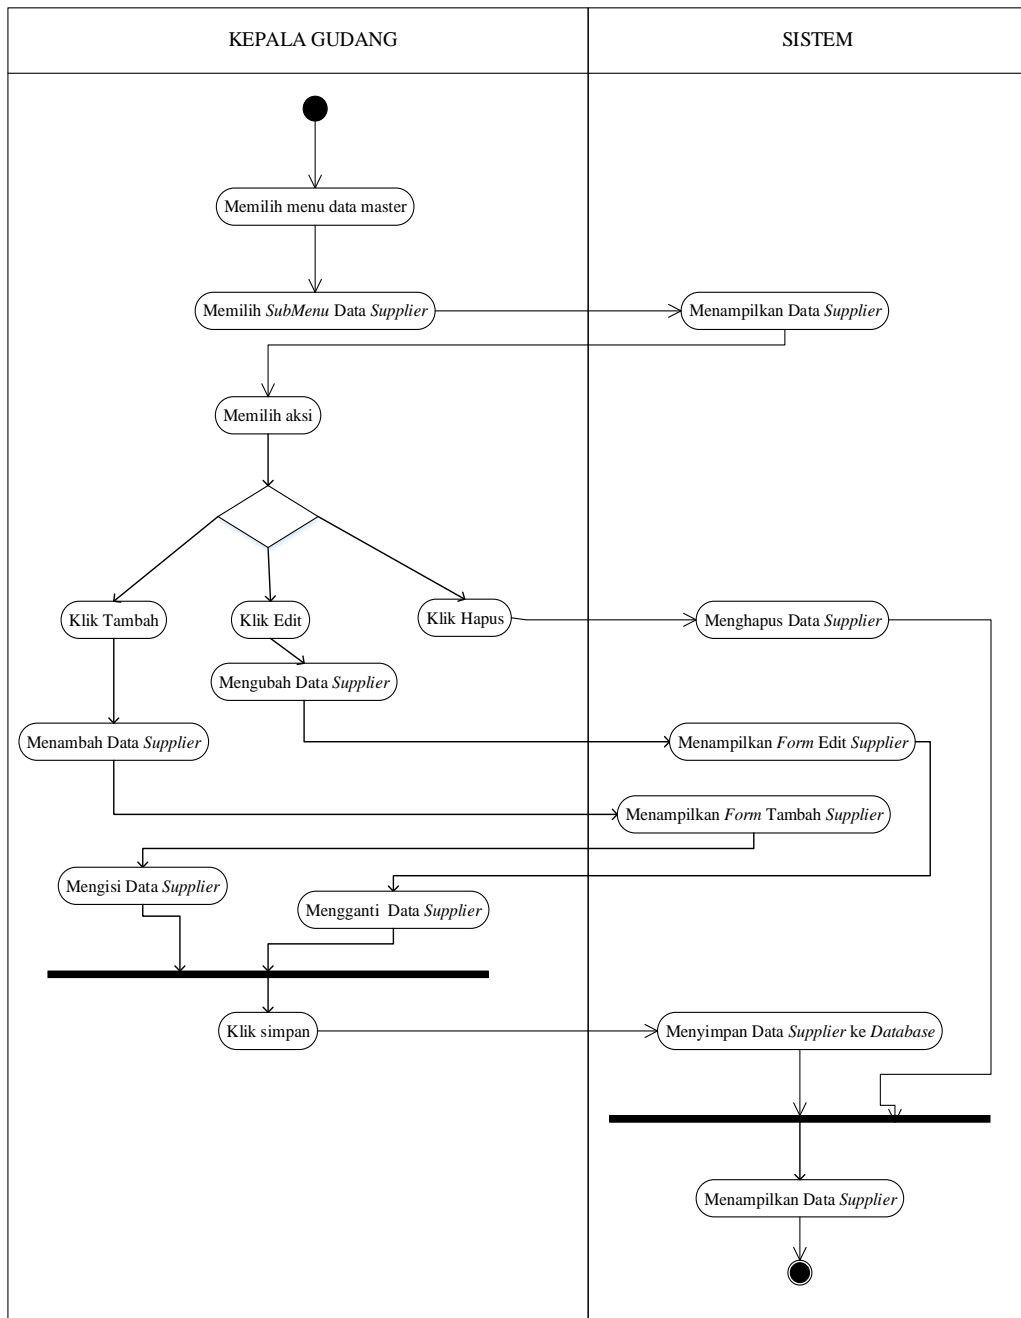 KEPALA GUDANG
SISTEM
Memilih menu data master
Memilih SubMenu Data Supplier
Menampilkan Data Supplier
Memilih aksi
Klik Tambah
Klik Edit
Klik Hapus
Menghapus Data Supplier
Mengubah Data Supplier
Menambah Data Supplier
Menampilkan Form Edit Supplier
Menampilkan Form Tambah Supplier
Mengisi Data Supplier
Mengganti Data Supplier
Klik simpan
Menyimpan Data Supplier ke Database
Menampilkan Data Supplier